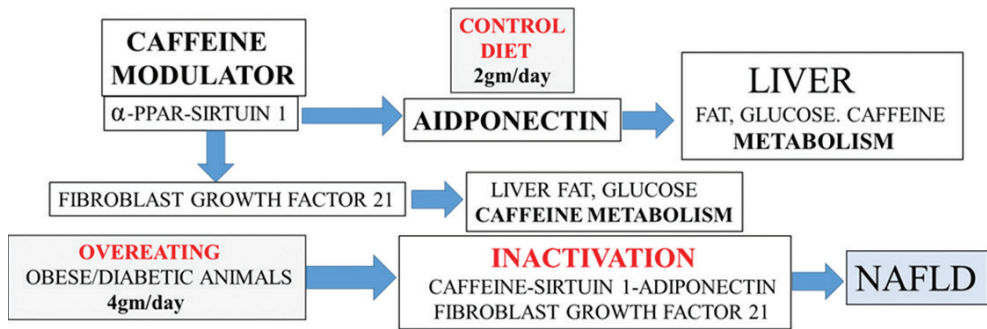 CAFFEINE
MODULATOR
α-PPAR-SIRTUIN 1
CONTROL
DIET
2gm/day
AIDPONECTIN
LIVER
FAT, GLUCOSE. CAFFEINE
METABOLISM
FIBROBLAST GROWTH FACTOR 21
LIVER FAT, GLUCOSE
CAFFEINE METABOLISM
OVEREATING
OBESE/DIABETIC ANIMALS
4gm/day
INACTIVATION
CAFFEINE-SIRTUIN 1-ADIPONECTIN
FIBROBLAST GROWTH FACTOR 21
NAFLD